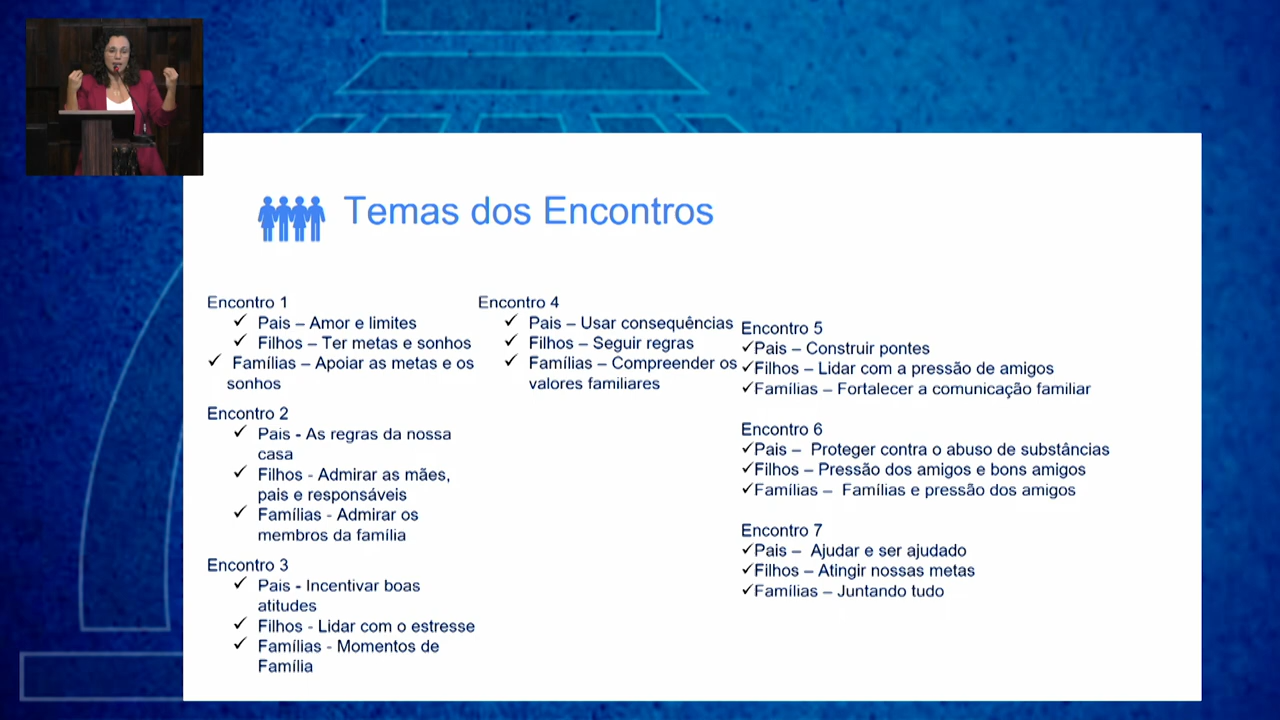 Temas dos Encontros
Encontro 1
✓ Pais – Amor e limites
✓ Filhos – Ter metas e sonhos
✓ Famílias – Apoiar as metas e os
sonhos
Encontro 2
✓ Pais - As regras da nossa
casa
✓ Filhos - Admirar as mães,
pais e responsáveis
✓ Famílias - Admirar os
membros da família
Encontro 3
✓ Pais - Incentivar boas
atitudes
✓ Filhos - Lidar com o estresse
✓ Famílias - Momentos de
Família
Encontro 4
✓ Pais – Usar consequências
✓ Filhos – Seguir regras
✓ Famílias – Compreender os
valores familiares
Encontro 5
✓Pais – Construir pontes
✓Filhos – Lidar com a pressão de amigos
✓Famílias – Fortalecer a comunicação familiar
Encontro 6
✓Pais – Proteger contra o abuso de substâncias
✓Filhos – Pressão dos amigos e bons amigos
✓Famílias – Famílias e pressão dos amigos
Encontro 7
✓Pais – Ajudar e ser ajudado
✓Filhos – Atingir nossas metas
✓Famílias – Juntando tudo